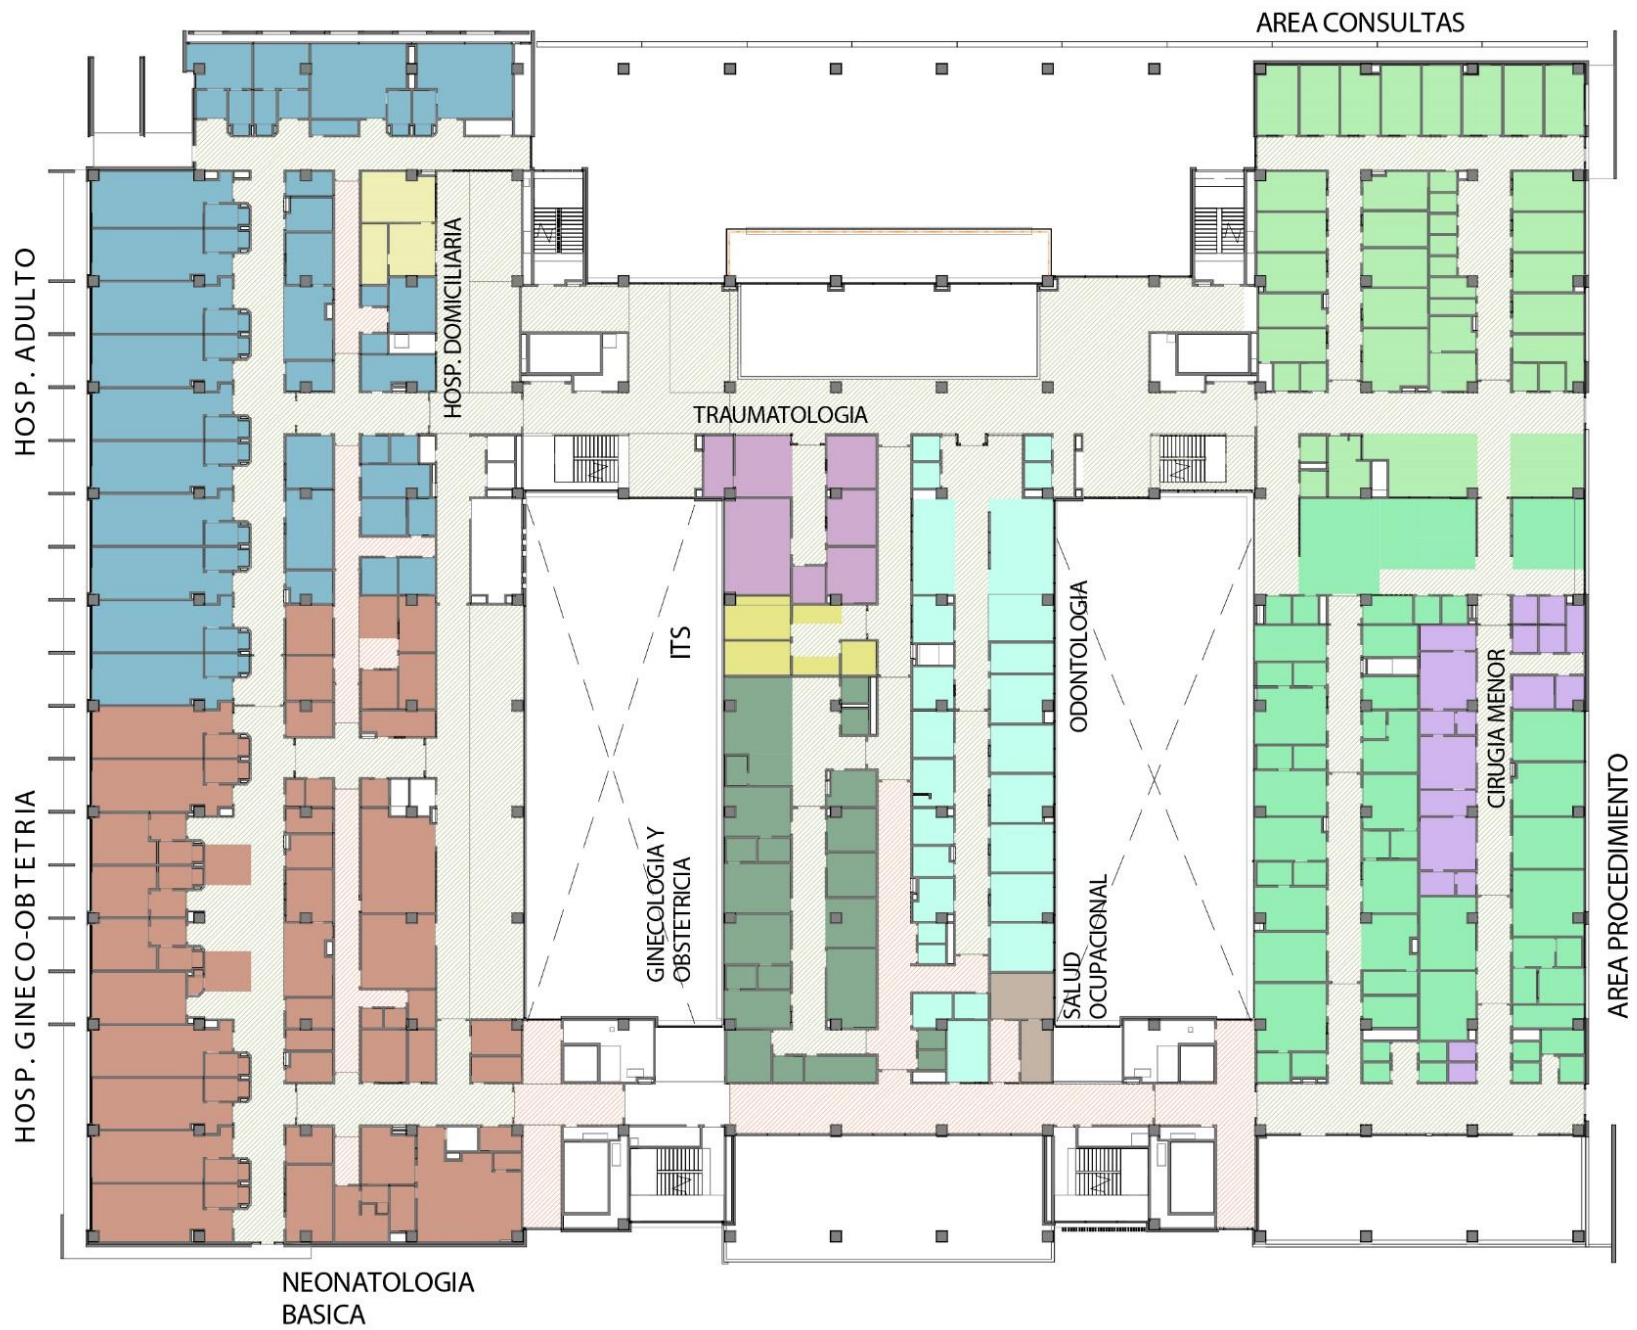 AREA CONSULTAS
HOSP. ADULTO
HOSP. DOMICILIARIA
TRAUMATOLOGIA
ITS
ODONTOLOGIA
CIRUGIA MENOR
HOSP. GINECO-OBTETRIA
GINECOLOGIA Y
OBSTETRICIA
SALUD
OCUPACIONAL
AREA PROCEDIMIENTO
NEONATOLOGIA
BASICA